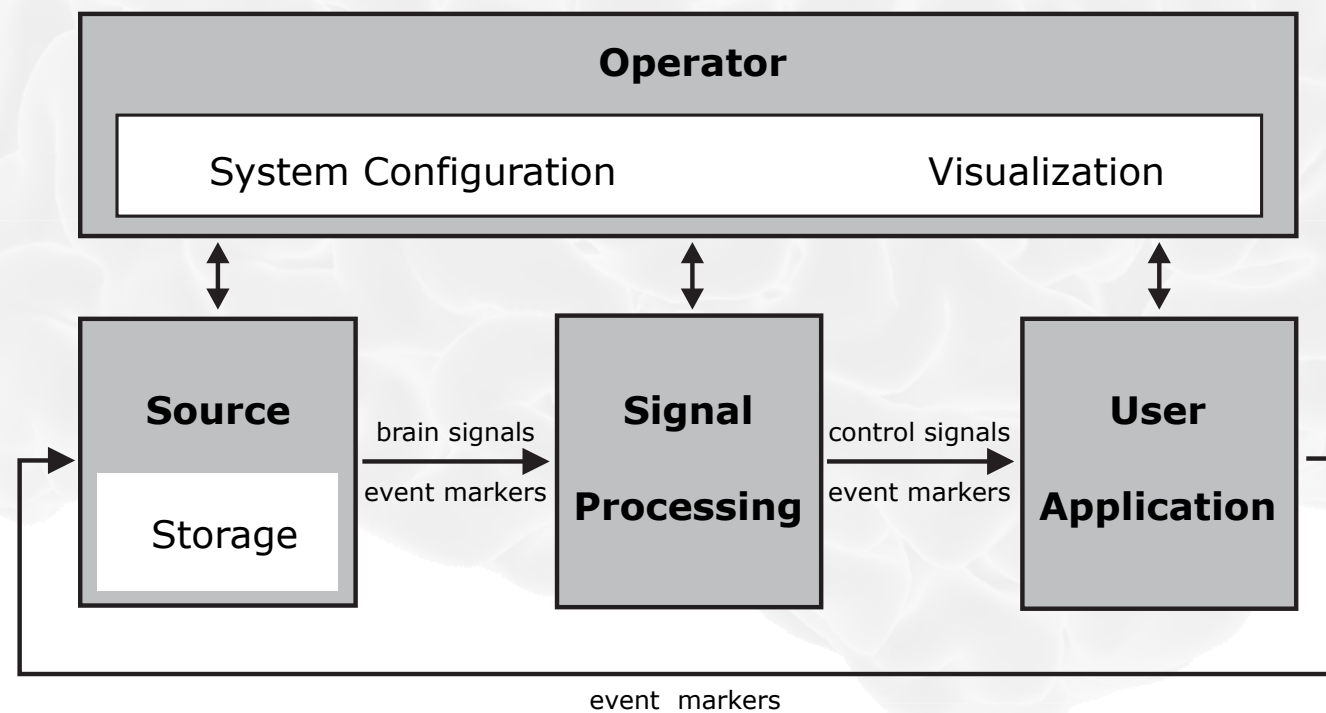 Operator
System Configuration
Visualization
Source
Storage
brain signals
event markers
Signal
Processing
control signals
event markers
User
Application
event markers